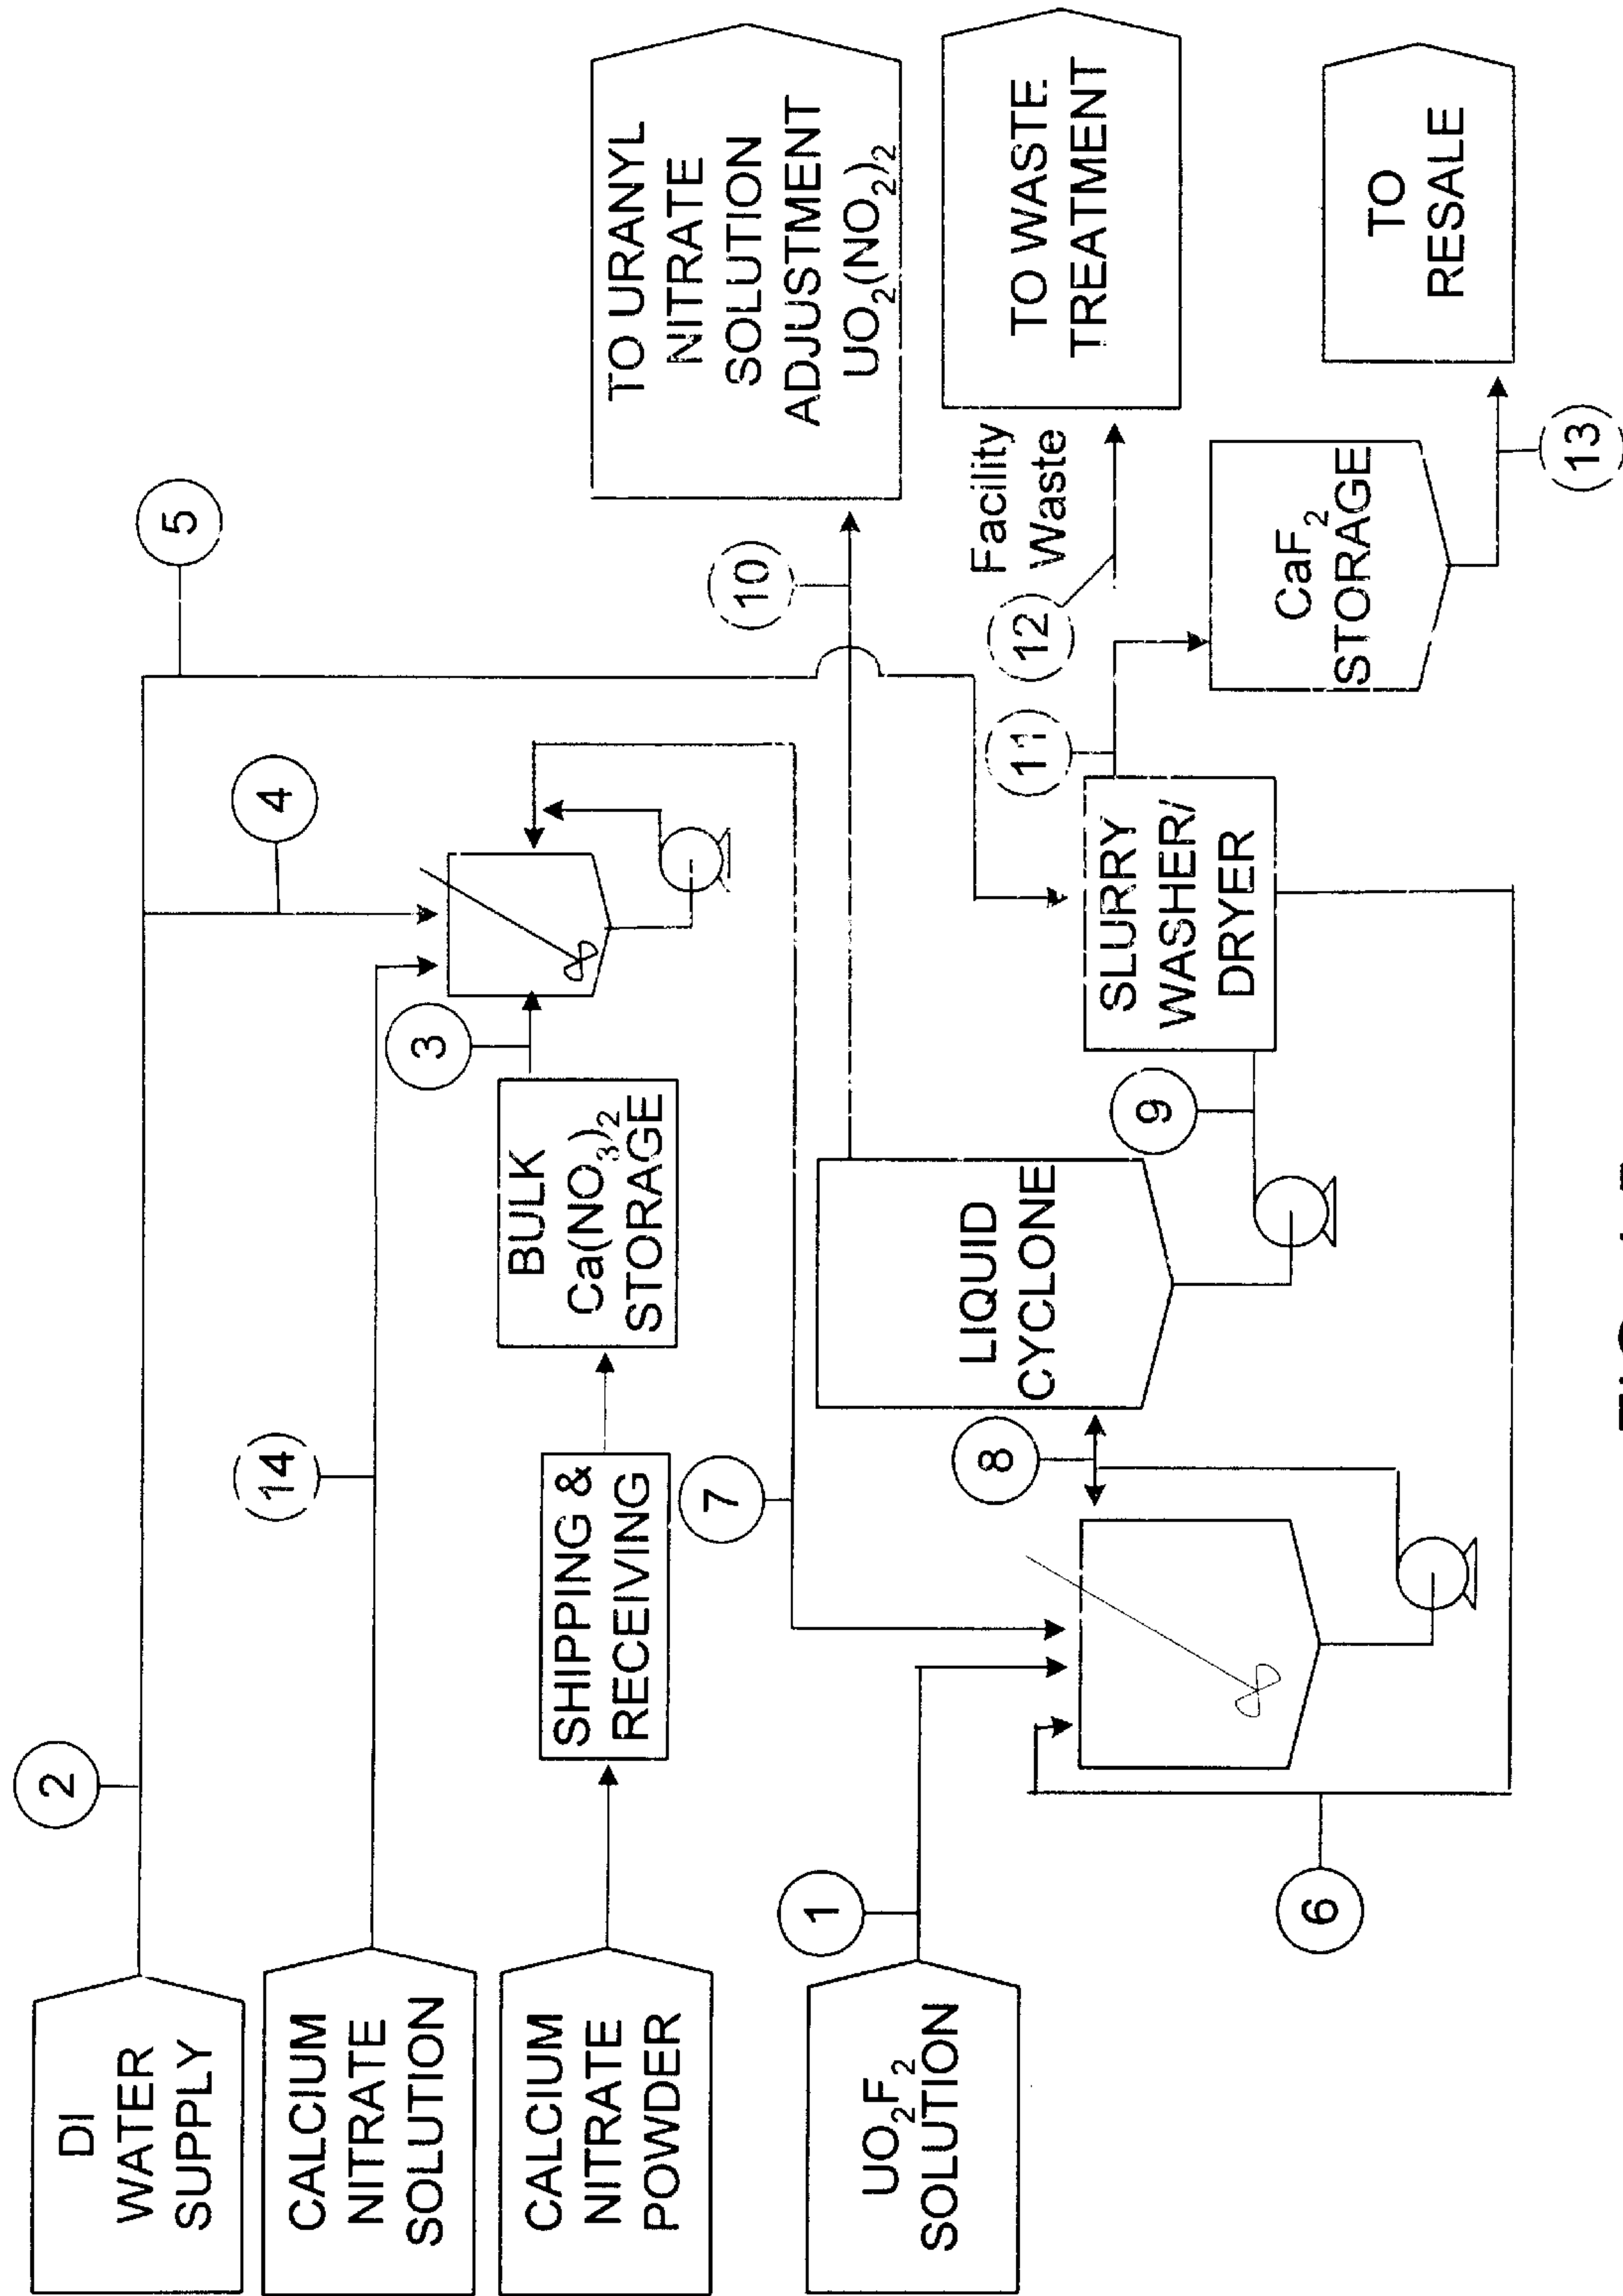 DI
WATER
SUPPLY
2
5
CALCIUM
NITRATE
SOLUTION
14
4
CALCIUM
NITRATE
POWDER
SHIPPING &
RECEIVING
BULK
Ca(NO₃)₂
STORAGE
3
7
TO URANYL
NITRATE
SOLUTION
ADJUSTMENT
UO₂(NO₂)₂
10
UO₂F₂
SOLUTION
1
LIQUID
CYCLONE
8
9
6
SLURRY
WASHER/
DRYER
11
12
Facility
Waste
TO WASTE
TREATMENT
CaF₂
STORAGE
13
TO
RESALE